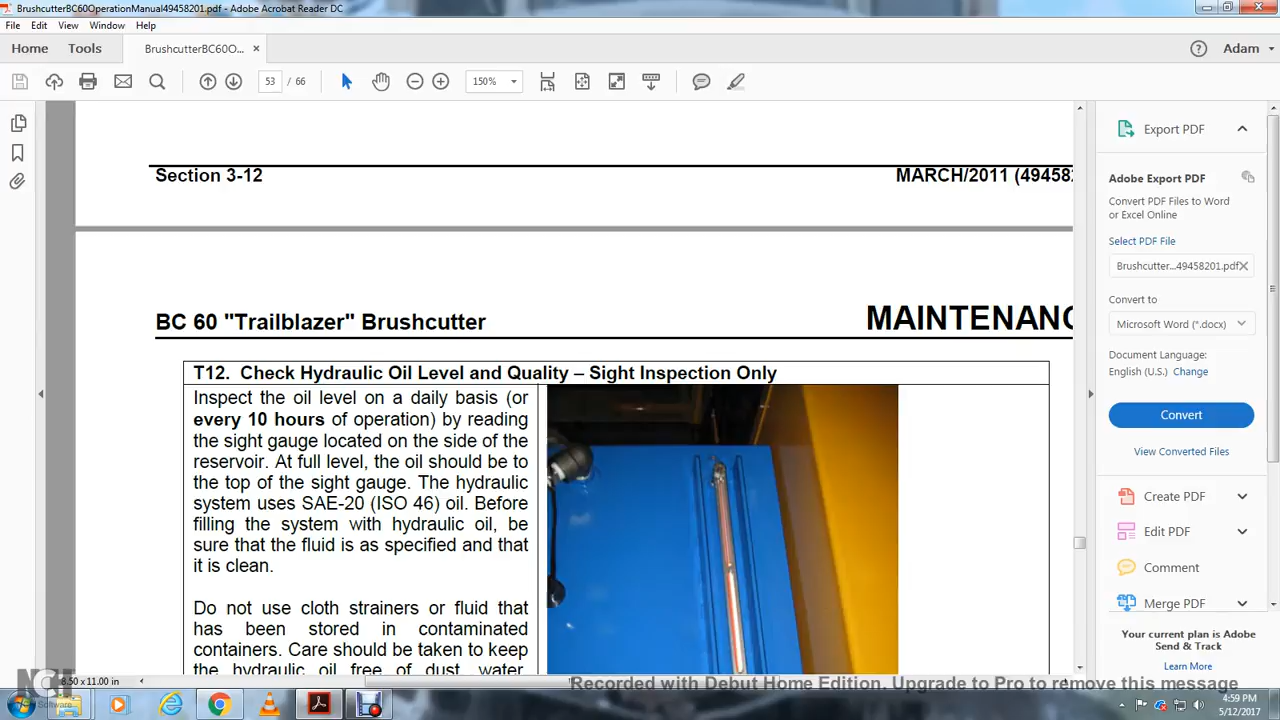 BrushcutterBC60OperationManual49458201.pdf - Adobe Acrobat Reader DC
File Edit View Window Help
Home Tools BrushcutterBC60O... × Adam
53 / 66 150%
Section 3-12 MARCH/2011 (49458
BC 60 "Trailblazer" Brushcutter MAINTENANC
T12. Check Hydraulic Oil Level and Quality – Sight Inspection Only
Inspect the oil level on a daily basis (or
every 10 hours of operation) by reading
the sight gauge located on the side of the
reservoir. At full level, the oil should be to
the top of the sight gauge. The hydraulic
system uses SAE-20 (ISO 46) oil. Before
filling the system with hydraulic oil, be
sure that the fluid is as specified and that
it is clean.
Do not use cloth strainers or fluid that
has been stored in contaminated
containers. Care should be taken to keep
the hydraulic oil free of dust, water,
Export PDF
Adobe Export PDF
Convert PDF Files to Word
or Excel Online
Select PDF File
Brushcutter...49458201.pdf ×
Convert to
Microsoft Word (*.docx)
Document Language:
English (U.S.) Change
Convert
View Converted Files
Create PDF
Edit PDF
Comment
Merge PDF
Your current plan is Adobe
Send & Track
Learn More
8.50 x 11.00 in
Recorded with Debut Home Edition. Upgrade to Pro to remove this message
NCH Software
4:59 PM
5/12/2017